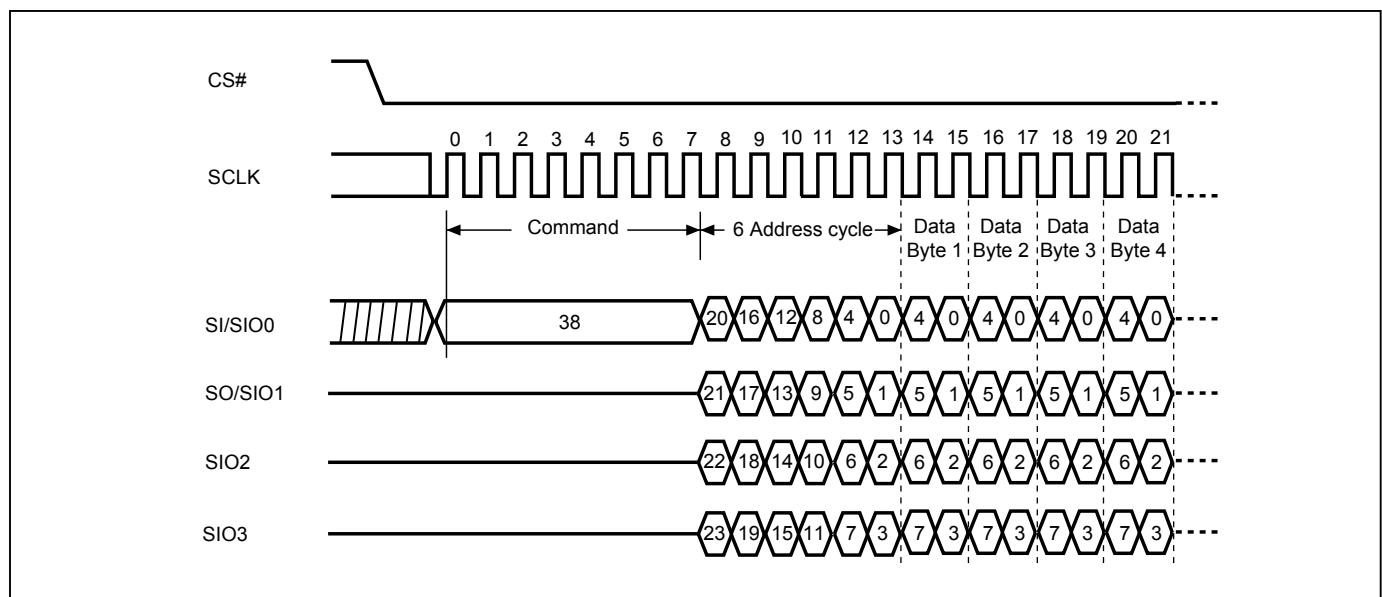 CS#
0 1 2 3 4 5 6 7 8 9 10 11 12 13 14 15 16 17 18 19 20 21
SCLK
Command 6 Address cycle Data Byte 1 Data Byte 2 Data Byte 3 Data Byte 4
SI/SIO0 38 20 16 12 8 4 0 4 0 4 0 4 0 4 0
SO/SIO1 21 17 13 9 5 1 5 1 5 1 5 1 5 1
SIO2 22 18 14 10 6 2 6 2 6 2 6 2 6 2
SIO3 23 19 15 11 7 3 7 3 7 3 7 3 7 3